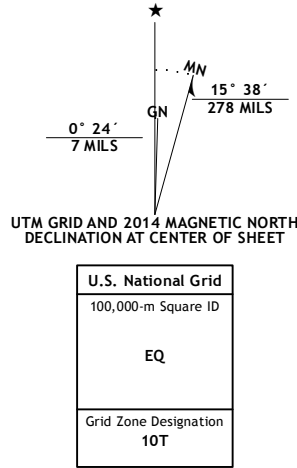 ★
MN
15° 38´
278 MILS
GN
0° 24´
7 MILS
UTM GRID AND 2014 MAGNETIC NORTH
DECLINATION AT CENTER OF SHEET
U.S. National Grid
100,000-m Square ID
EQ
Grid Zone Designation
10T